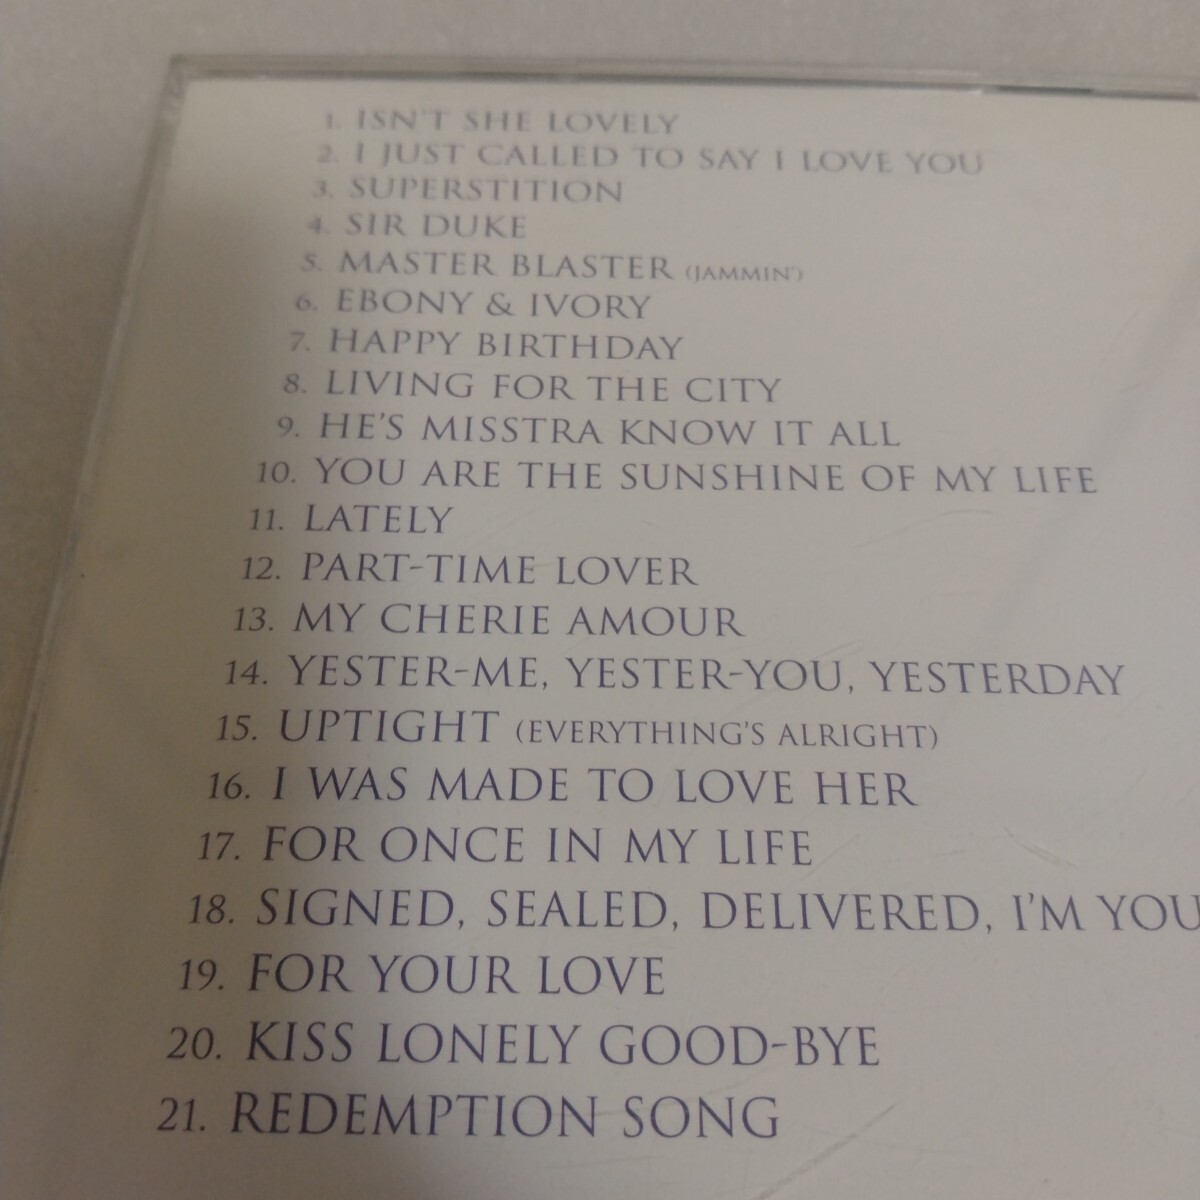 1. ISN'T SHE LOVELY
2. I JUST CALLED TO SAY I LOVE YOU
3. SUPERSTITION
4. SIR DUKE
5. MASTER BLASTER (JAMMIN')
6. EBONY & IVORY
7. HAPPY BIRTHDAY
8. LIVING FOR THE CITY
9. HE'S MISSTRA KNOW IT ALL
10. YOU ARE THE SUNSHINE OF MY LIFE
11. LATELY
12. PART-TIME LOVER
13. MY CHERIE AMOUR
14. YESTER-ME, YESTER-YOU, YESTERDAY
15. UPTIGHT (EVERYTHING'S ALRIGHT)
16. I WAS MADE TO LOVE HER
17. FOR ONCE IN MY LIFE
18. SIGNED, SEALED, DELIVERED, I'M YOU
19. FOR YOUR LOVE
20. KISS LONELY GOOD-BYE
21. REDEMPTION SONG